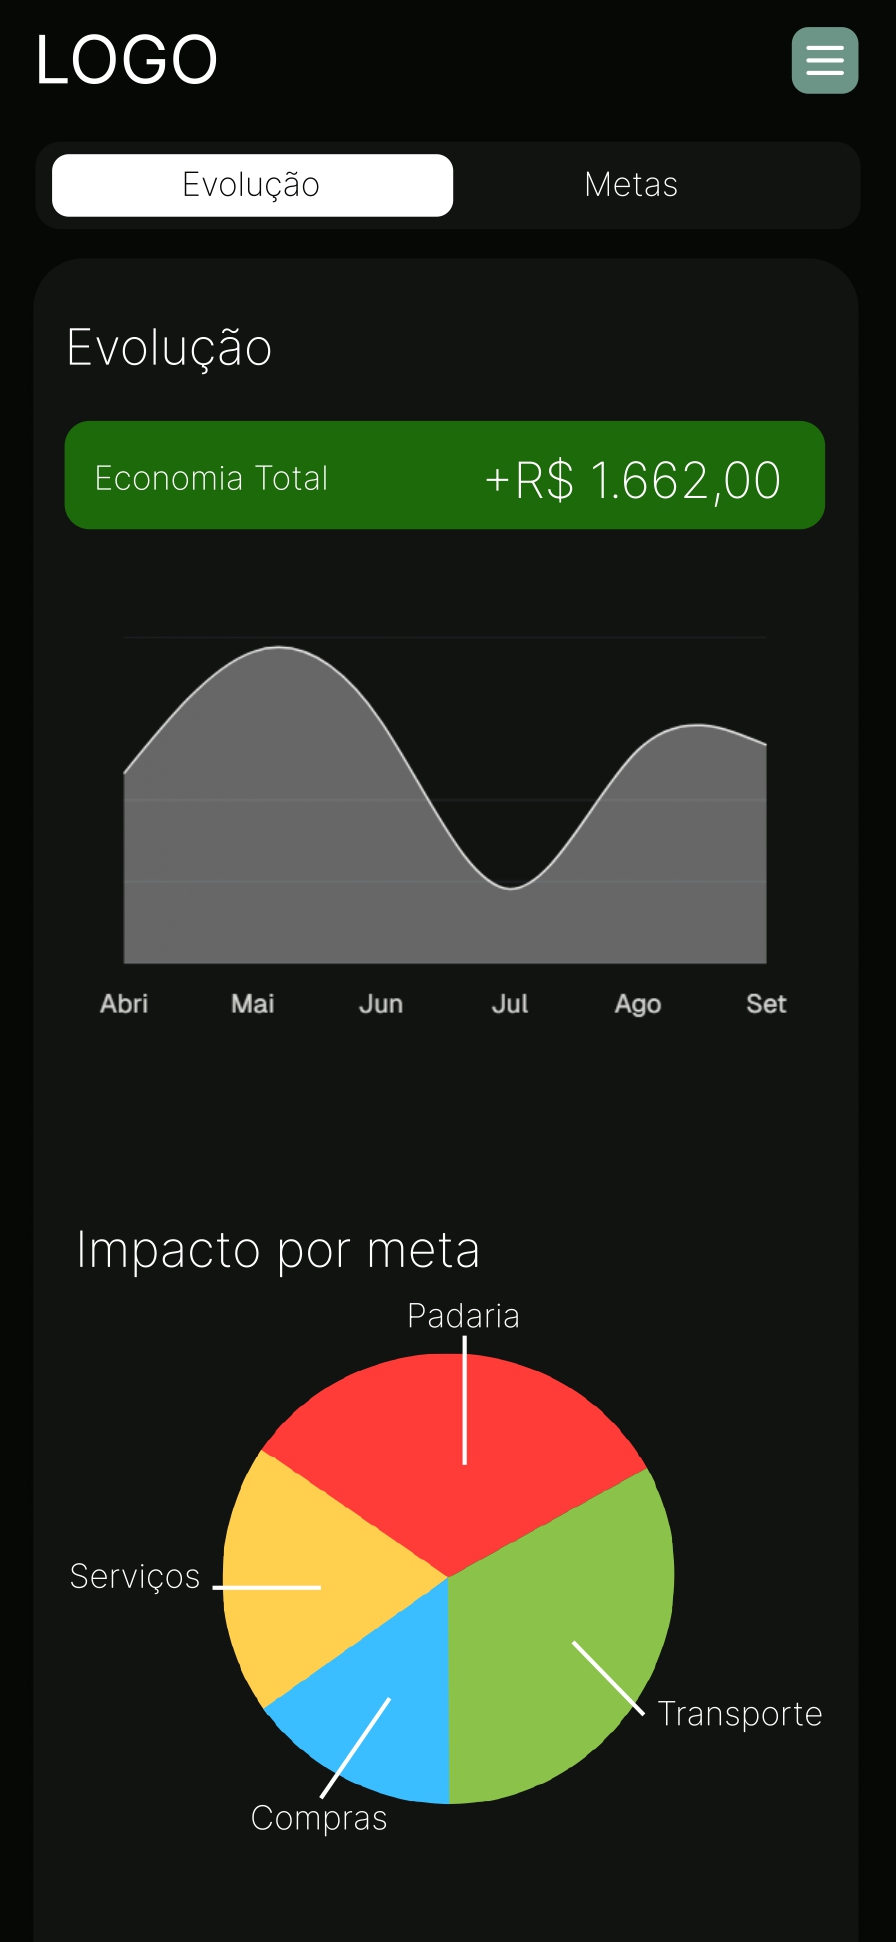 LOGO
Evolução
Metas
Evolução
Economia Total
+R$ 1.662,00
Abri
Mai
Jun
Jul
Ago
Set
Impacto por meta
Padaria
Serviços
Transporte
Compras